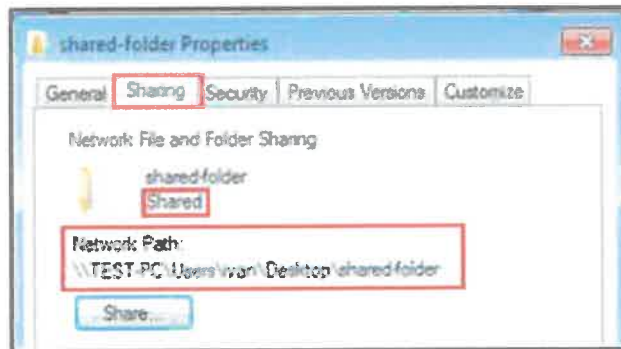 shared-folder Properties
General Sharing Security Previous Versions Customize
Network File and Folder Sharing
shared-folder
Shared
Network Path:
\\TEST-PC\Users\ivan\Desktop\shared-folder
Share...